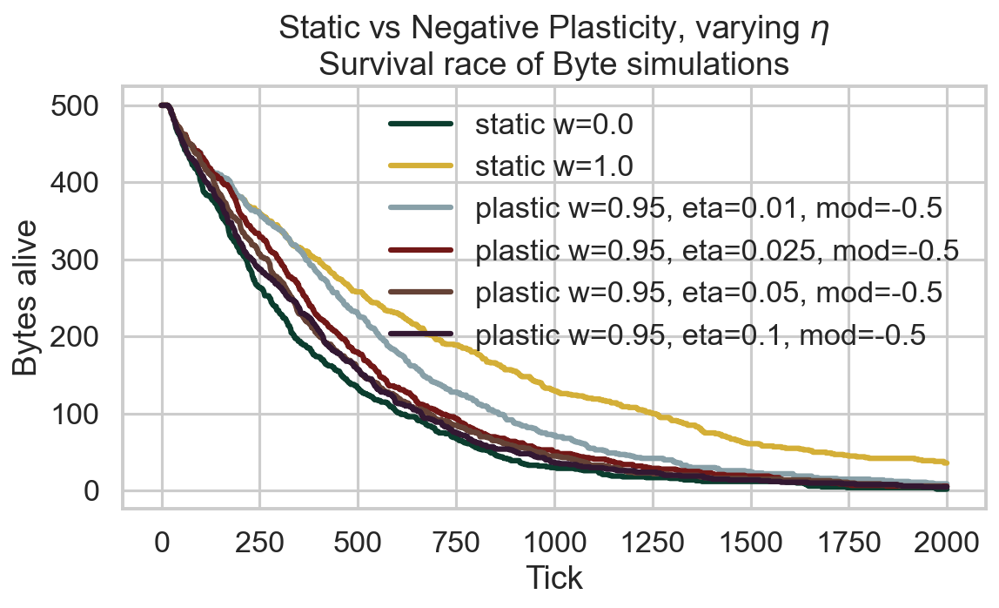 Static vs Negative Plasticity, varying η
Survival race of Byte simulations
static w=0.0
static w=1.0
plastic w=0.95, eta=0.01, mod=-0.5
plastic w=0.95, eta=0.025, mod=-0.5
plastic w=0.95, eta=0.05, mod=-0.5
plastic w=0.95, eta=0.1, mod=-0.5
Bytes alive
500
400
300
200
100
0
0 250 500 750 1000 1250 1500 1750 2000
Tick